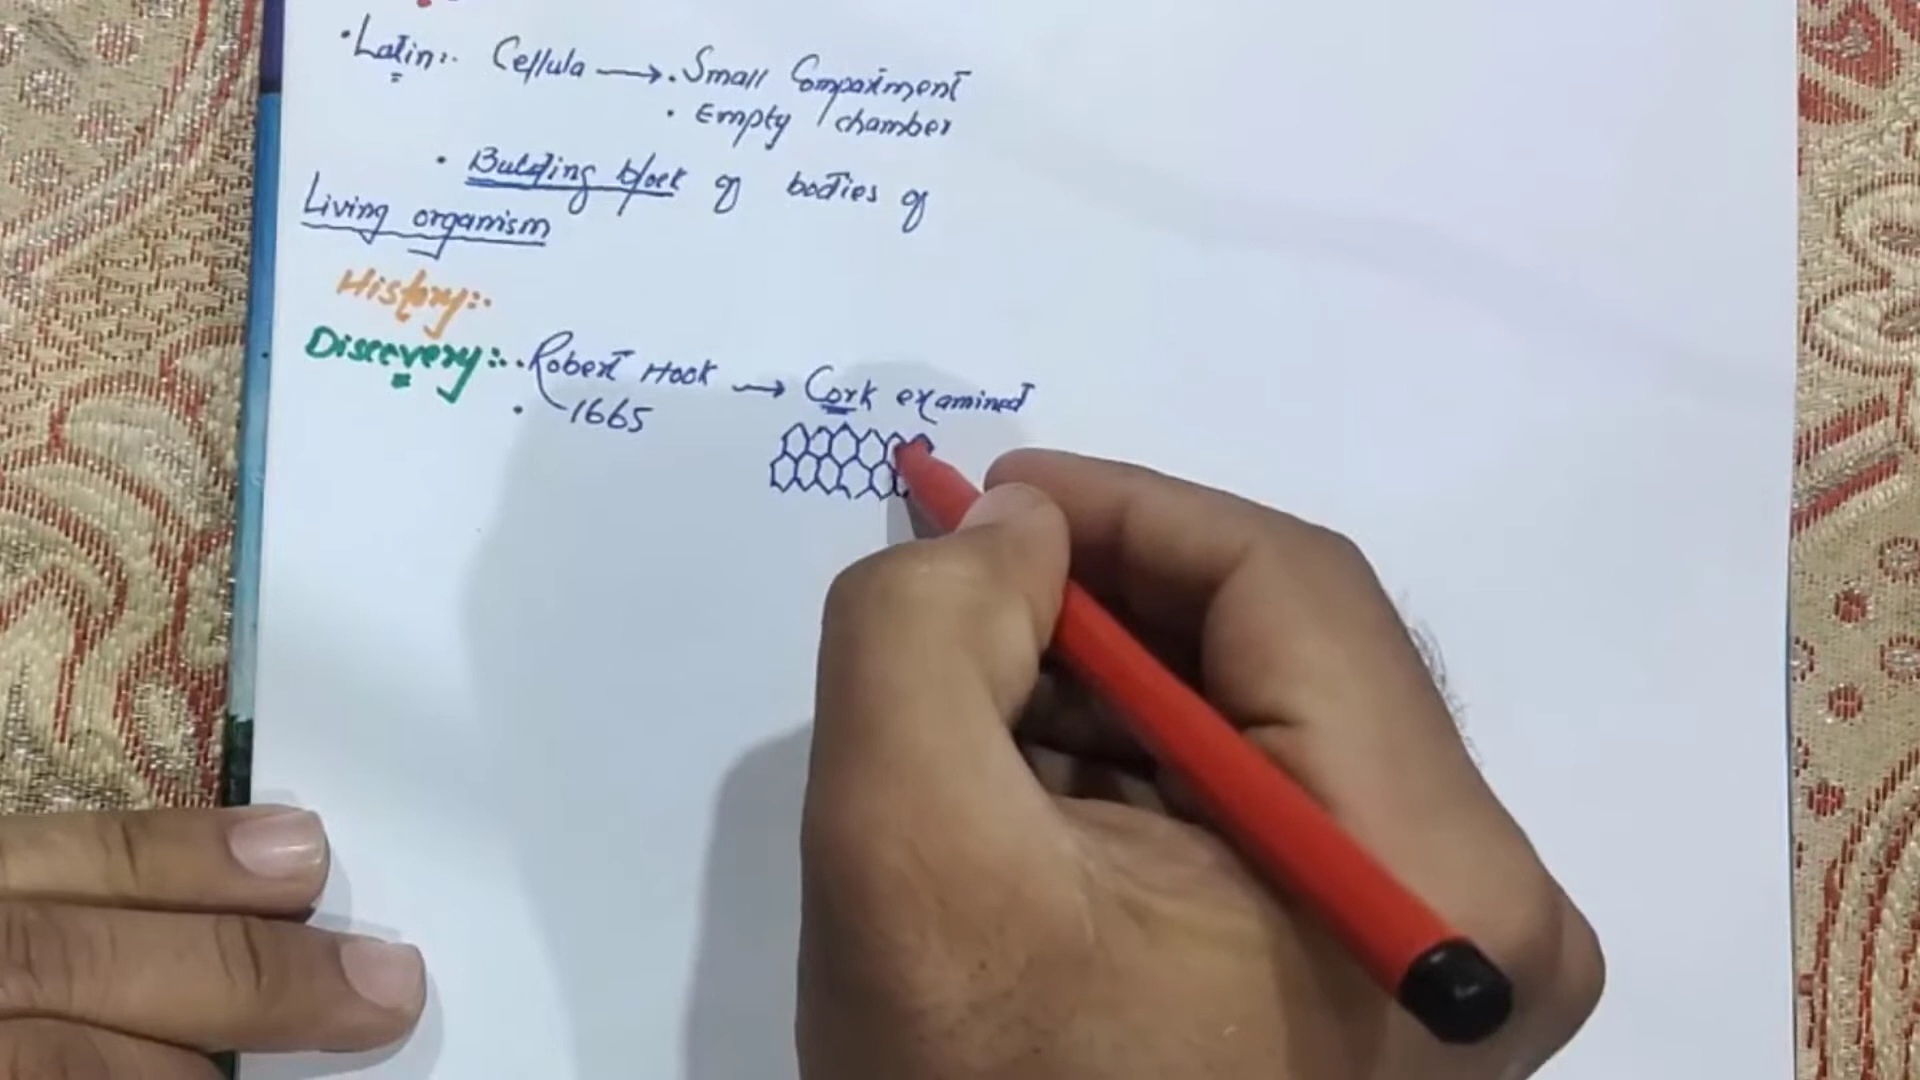 · Latin:- Cellula → · Small Compartment
· Empty chamber
· Building block of bodies of
Living organism
History:-
Discovery:- · Robert Hook → Cork examined
· 1665